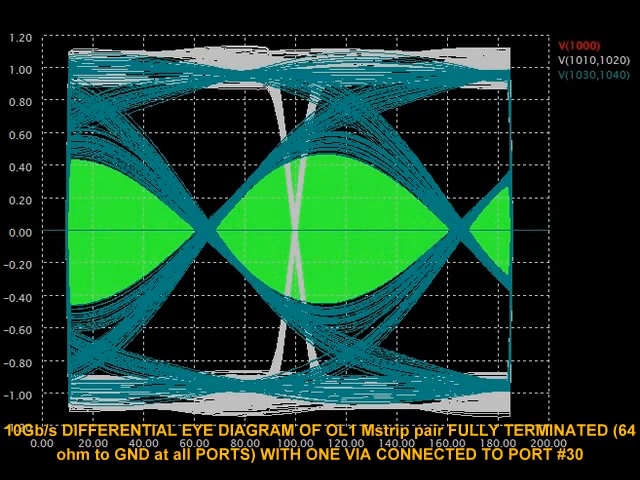 1.20
V(1000)
V(1010,1020)
1.00
V(1030,1040)
0.80
0.60
0.40
0.20
0.00
-0.20
-0.40
-0.60
-0.80
-1.00
10Gb/s DIFFERENTIAL EYE DIAGRAM OF OL1 Mstrip pair FULLY TERMINATED (64
0.00 20.00 40.00 60.00 80.00 100.00 120.00 140.00 160.00 180.00 200.00
ohm to GND at all PORTS) WITH ONE VIA CONNECTED TO PORT #30